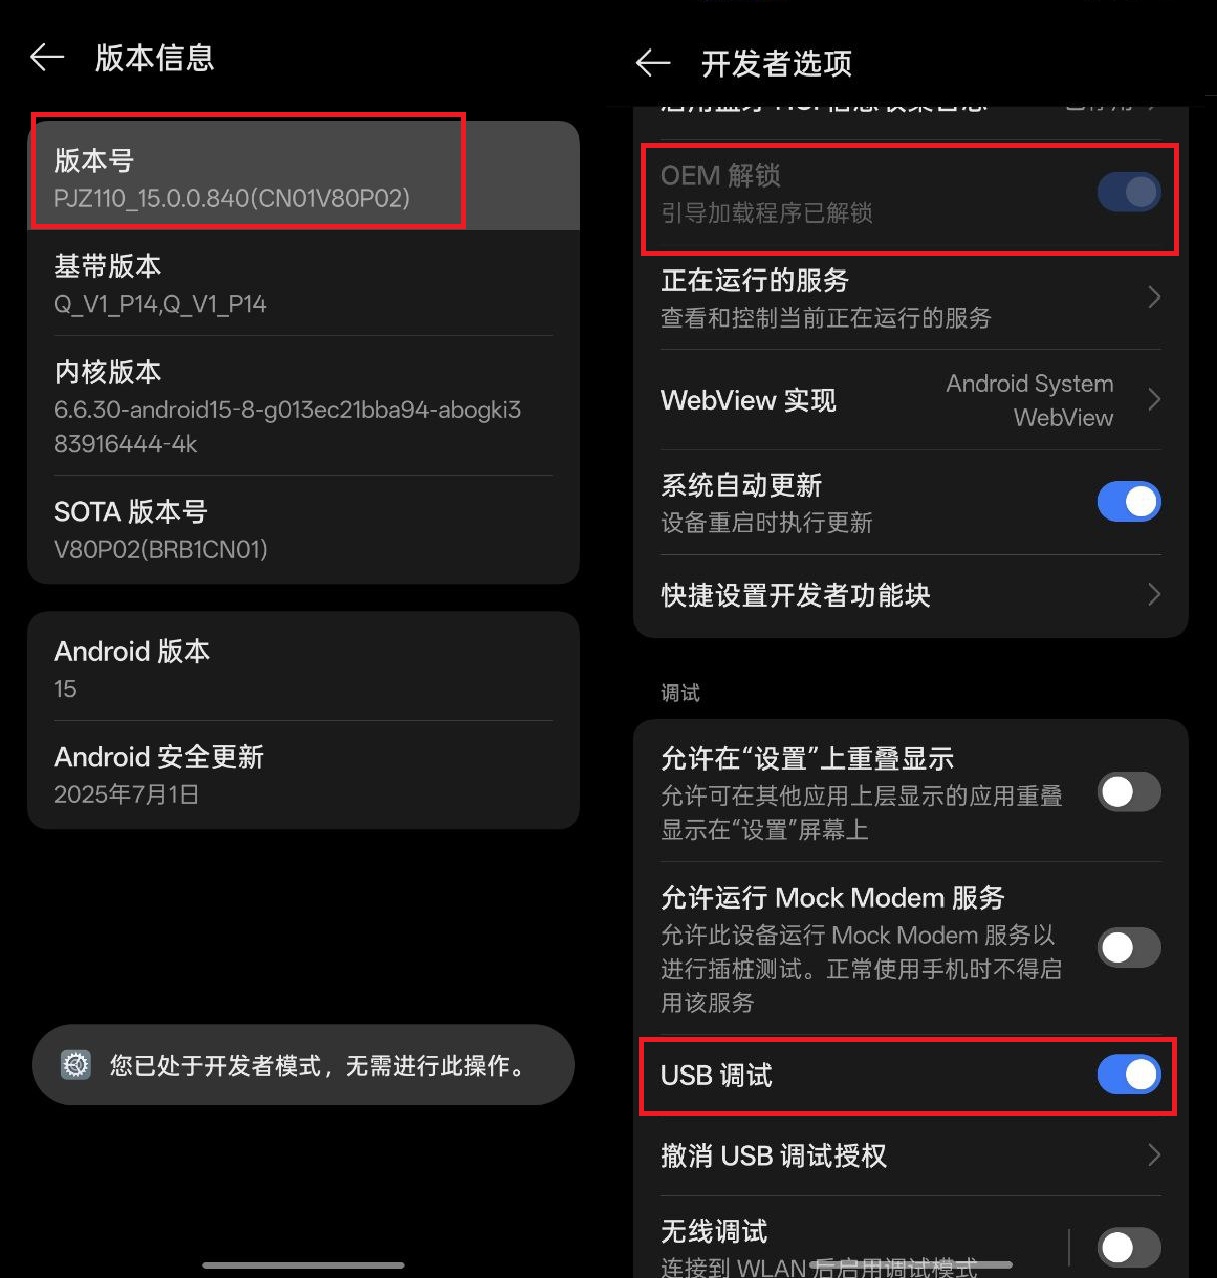 版本信息
版本号
PJZ110_15.0.0.840(CN01V80P02)
基带版本
Q_V1_P14,Q_V1_P14
内核版本
6.6.30-android15-8-g013ec21bba94-abogki3
83916444-4k
SOTA 版本号
V80P02(BRB1CN01)
Android 版本
15
Android 安全更新
2025年7月1日
您已处于开发者模式，无需进行此操作。
开发者选项
OEM 解锁
引导加载程序已解锁
正在运行的服务
查看和控制当前正在运行的服务
WebView 实现
Android System
WebView
系统自动更新
设备重启时执行更新
快捷设置开发者功能块
调试
允许在“设置”上重叠显示
允许可在其他应用上层显示的应用重叠
显示在“设置”屏幕上
允许运行 Mock Modem 服务
允许此设备运行 Mock Modem 服务以
进行插桩测试。正常使用手机时不得启
用该服务
USB 调试
撤消 USB 调试授权
无线调试
连接到 WLAN 后启用调试模式